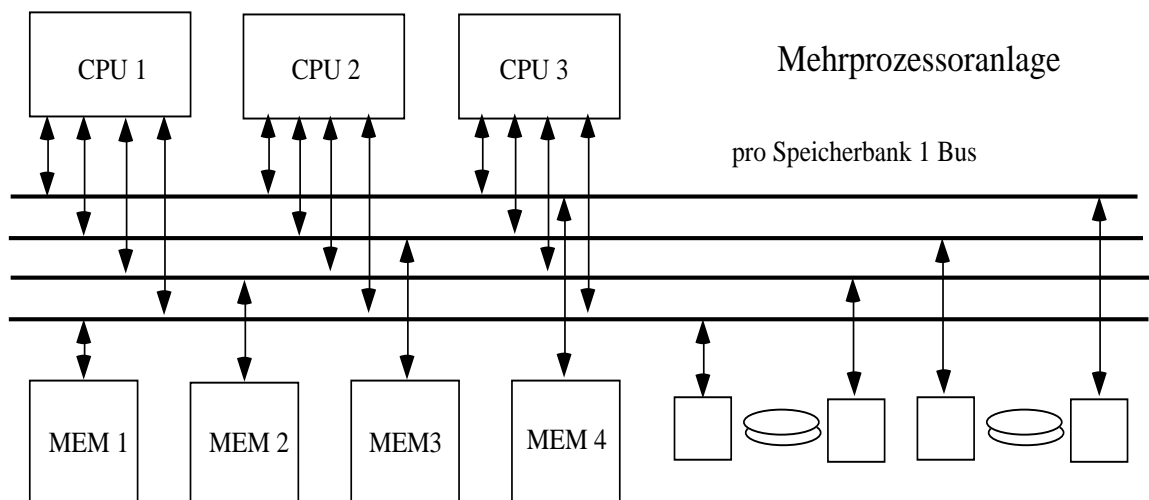 CPU 1
CPU 2
CPU 3
Mehrprozessoranlage
pro Speicherbank 1 Bus
MEM 1
MEM 2
MEM3
MEM 4